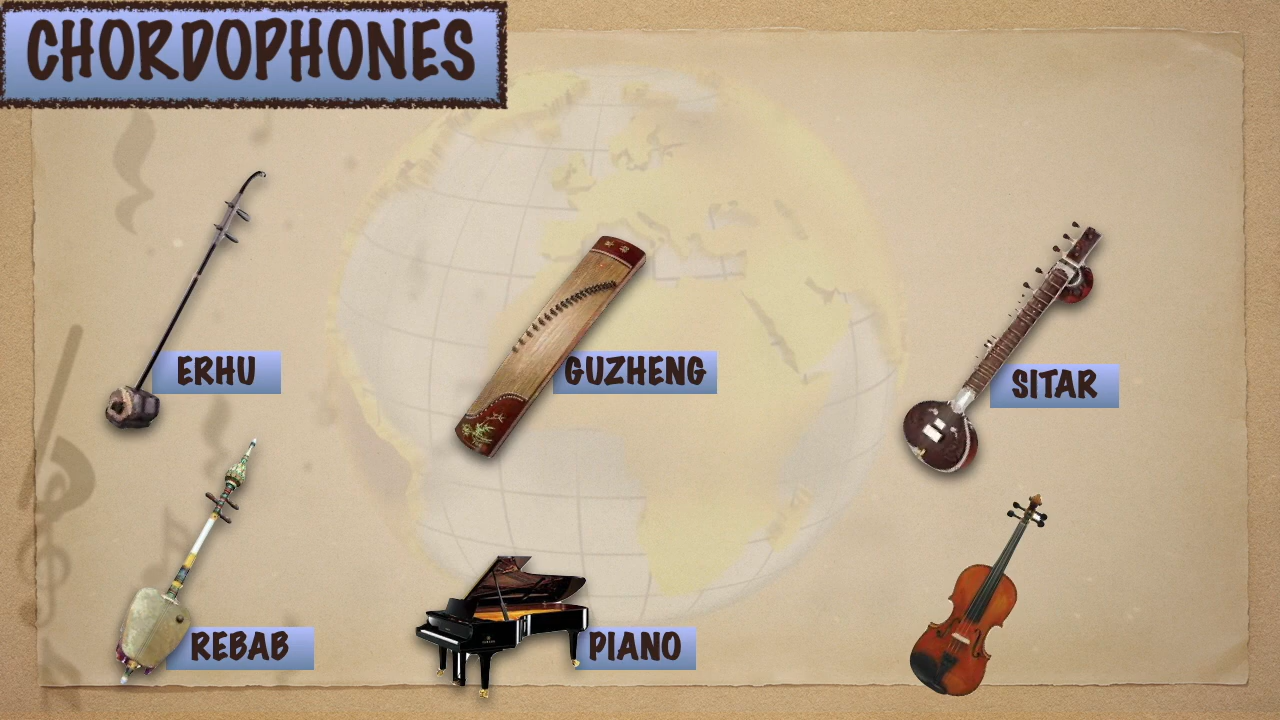 CHORDOPHONES
ERHU
GUZHENG
SITAR
REBAB
PIANO